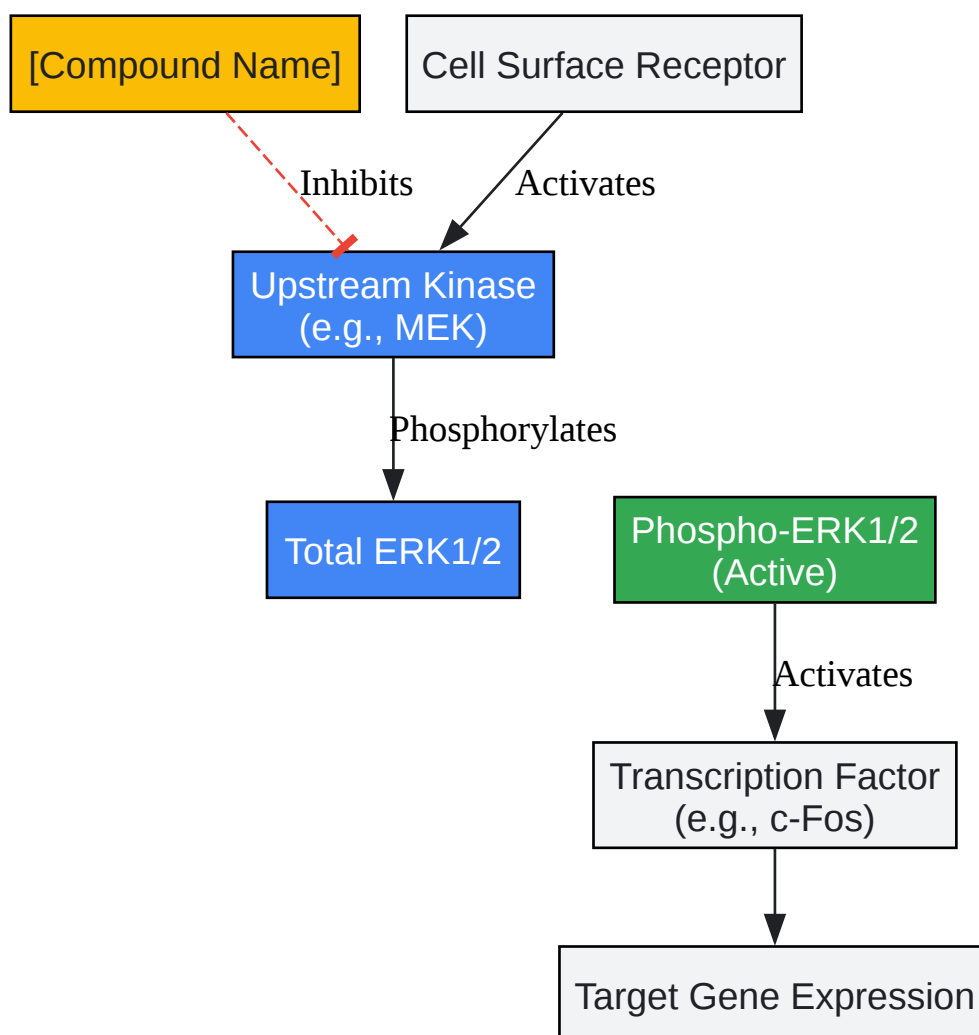 [Compound Name]
Cell Surface Receptor
Inhibits
Activates
Upstream Kinase
(e.g., MEK)
Phosphorylates
Total ERK1/2
Phospho-ERK1/2
(Active)
Activates
Transcription Factor
(e.g., c-Fos)
Target Gene Expression